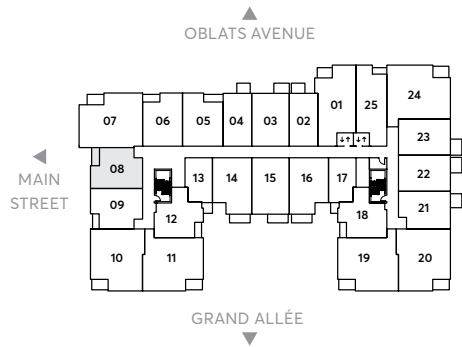 OBLATS AVENUE
01 25 24
07 06 05 04 03 02
23
08 13 14 15 16 17 22
MAIN
STREET
09 12 18 21
10 11 19 20
GRAND ALLÉE